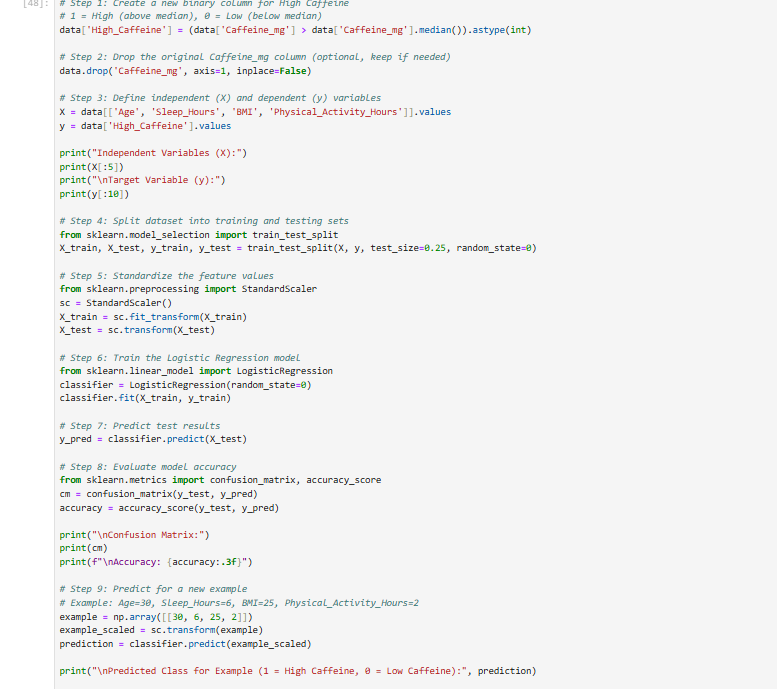 [48]: # Step 1: Create a new binary column for High Caffeine
# 1 = High (above median), 0 = Low (below median)
data['High_Caffeine'] = (data['Caffeine_mg'] > data['Caffeine_mg'].median()).astype(int)
# Step 2: Drop the original Caffeine_mg column (optional, keep if needed)
data.drop('Caffeine_mg', axis=1, inplace=False)
# Step 3: Define independent (X) and dependent (y) variables
X = data[['Age', 'Sleep_Hours', 'BMI', 'Physical_Activity_Hours']].values
y = data['High_Caffeine'].values
print("Independent Variables (X):")
print(X[:5])
print("\nTarget Variable (y):")
print(y[:10])
# Step 4: Split dataset into training and testing sets
from sklearn.model_selection import train_test_split
X_train, X_test, y_train, y_test = train_test_split(X, y, test_size=0.25, random_state=0)
# Step 5: Standardize the feature values
from sklearn.preprocessing import StandardScaler
sc = StandardScaler()
X_train = sc.fit_transform(X_train)
X_test = sc.transform(X_test)
# Step 6: Train the Logistic Regression model
from sklearn.linear_model import LogisticRegression
classifier = LogisticRegression(random_state=0)
classifier.fit(X_train, y_train)
# Step 7: Predict test results
y_pred = classifier.predict(X_test)
# Step 8: Evaluate model accuracy
from sklearn.metrics import confusion_matrix, accuracy_score
cm = confusion_matrix(y_test, y_pred)
accuracy = accuracy_score(y_test, y_pred)
print("\nConfusion Matrix:")
print(cm)
print(f"\nAccuracy: {accuracy:.3f}")
# Step 9: Predict for a new example
# Example: Age=30, Sleep_Hours=6, BMI=25, Physical_Activity_Hours=2
example = np.array([[30, 6, 25, 2]])
example_scaled = sc.transform(example)
prediction = classifier.predict(example_scaled)
print("\nPredicted Class for Example (1 = High Caffeine, 0 = Low Caffeine):", prediction)